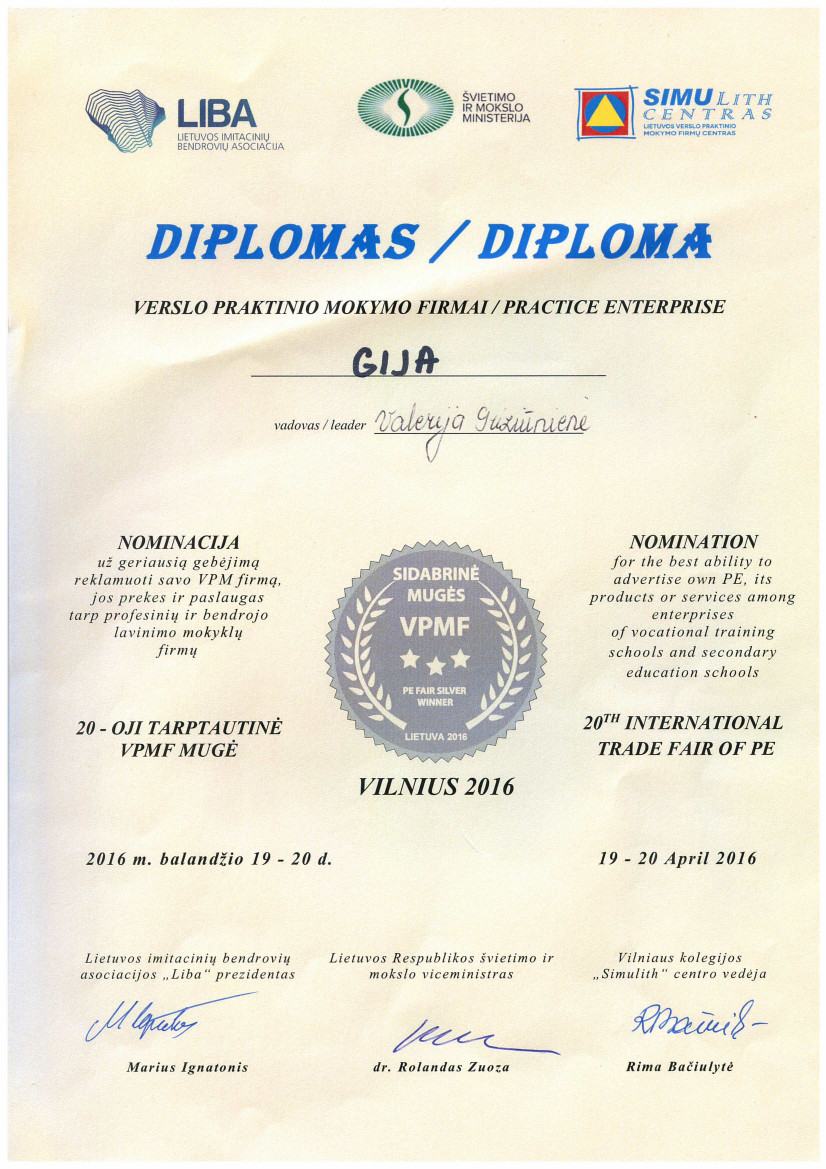 LIBA
LIETUVOS IMITACINIŲ
BENDROVIŲ ASOCIACIJA
ŠVIETIMO
IR MOKSLO
MINISTERIJA
SIMULITH
CENTRAS
LIETUVOS VERSLO PRAKTINIO
MOKYMO FIRMŲ CENTRAS
DIPLOMAS / DIPLOMA
VERSLO PRAKTINIO MOKYMO FIRMAI / PRACTICE ENTERPRISE
GIJA
vadovas / leader Valerija
NOMINACIJA
už geriausią gebėjimą
reklamuoti savo VPM firmą,
jos prekes ir paslaugas
tarp profesinių ir bendrojo
lavinimo mokyklų
firmų
20 - OJI TARPTAUTINĖ
VPMF MUGĖ
SIDABRINĖ
MUGĖS
VPMF
PE FAIR SILVER
WINNER
LIETUVA 2016
VILNIUS 2016
NOMINATION
for the best ability to
advertise own PE, its
products or services among
enterprises
of vocational training
schools and secondary
education schools
20TH INTERNATIONAL
TRADE FAIR OF PE
2016 m. balandžio 19 - 20 d.
19 - 20 April 2016
Lietuvos imitacinių bendrovių
asociacijos „Liba“ prezidentas
Marius Ignatonis
Lietuvos Respublikos švietimo ir
mokslo viceministras
dr. Rolandas Zuoza
Vilniaus kolegijos
„Simulith“ centro vedėja
Rima Bačiulytė